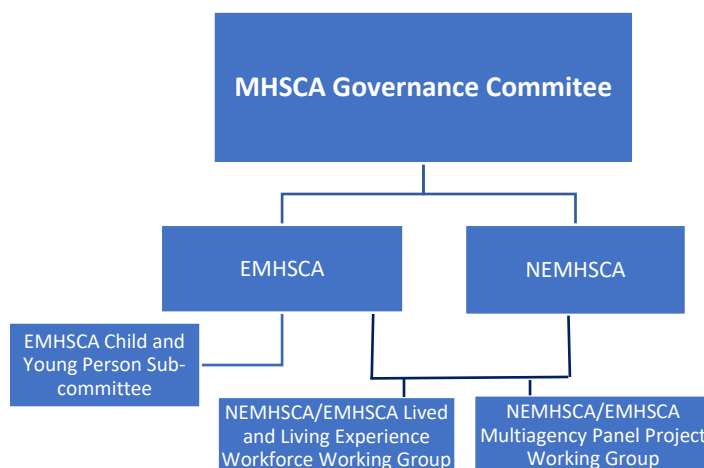 MHSCA Governance Commitee
EMHSCA
NEMHSCA
EMHSCA Child and
Young Person Sub-
committee
NEMHSCA/EMHSCA Lived
and Living Experience
Workforce Working Group
NEMHSCA/EMHSCA
Multiagency Panel Project
Working Group